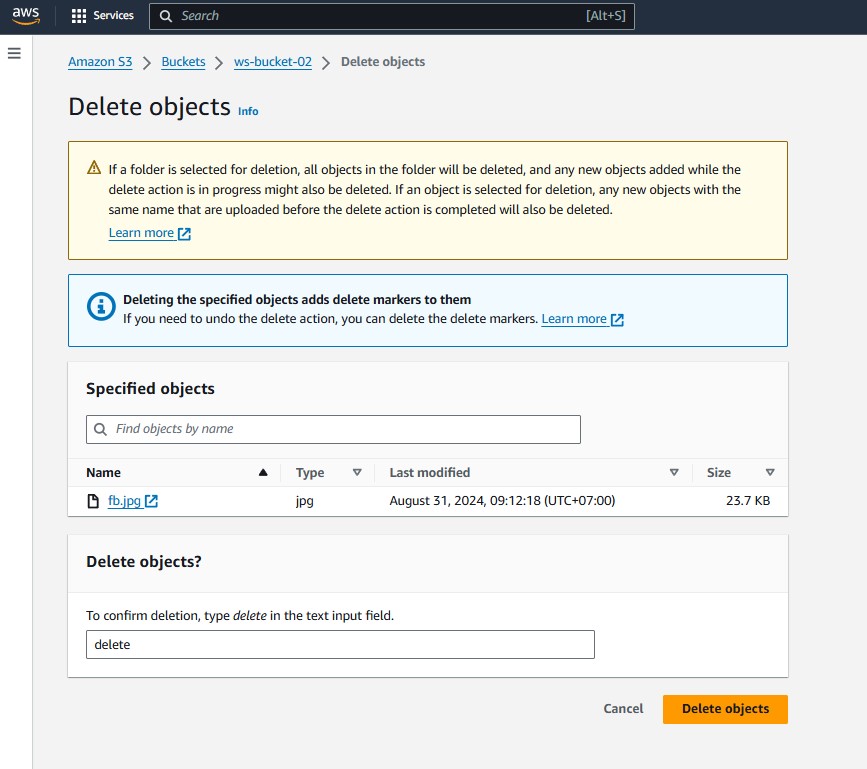 aws Services Search [Alt+S]
Amazon S3 Buckets ws-bucket-02 Delete objects
Delete objects Info
If a folder is selected for deletion, all objects in the folder will be deleted, and any new objects added while the
delete action is in progress might also be deleted. If an object is selected for deletion, any new objects with the
same name that are uploaded before the delete action is completed will also be deleted.
Learn more
Deleting the specified objects adds delete markers to them
If you need to undo the delete action, you can delete the delete markers. Learn more
Specified objects
Find objects by name
Name Type Last modified Size
fb.jpg jpg August 31, 2024, 09:12:18 (UTC+07:00) 23.7 KB
Delete objects?
To confirm deletion, type delete in the text input field.
delete
Cancel Delete objects